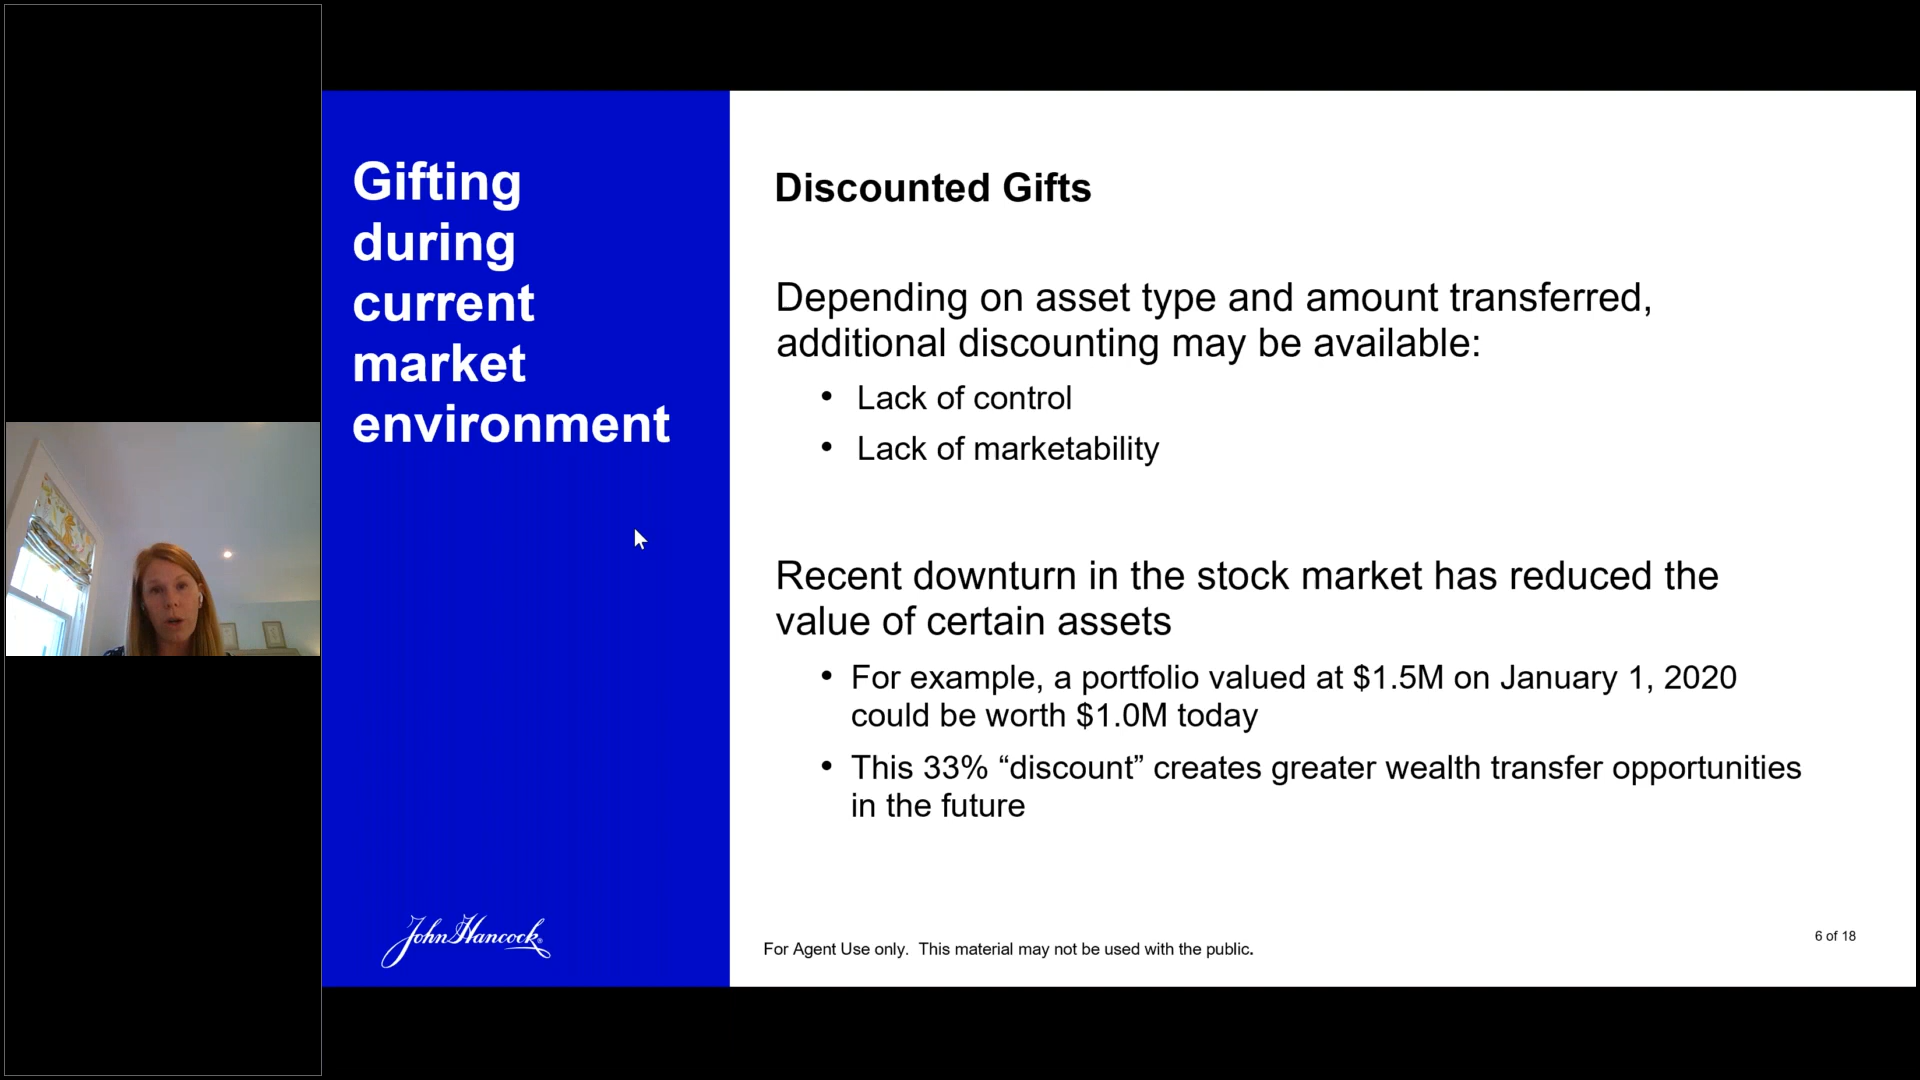 Gifting
during
current
market
environment
John Hancock®
Discounted Gifts
Depending on asset type and amount transferred,
additional discounting may be available:
• Lack of control
• Lack of marketability
Recent downturn in the stock market has reduced the
value of certain assets
• For example, a portfolio valued at $1.5M on January 1, 2020
could be worth $1.0M today
• This 33% “discount” creates greater wealth transfer opportunities
in the future
For Agent Use only.  This material may not be used with the public.
6 of 18